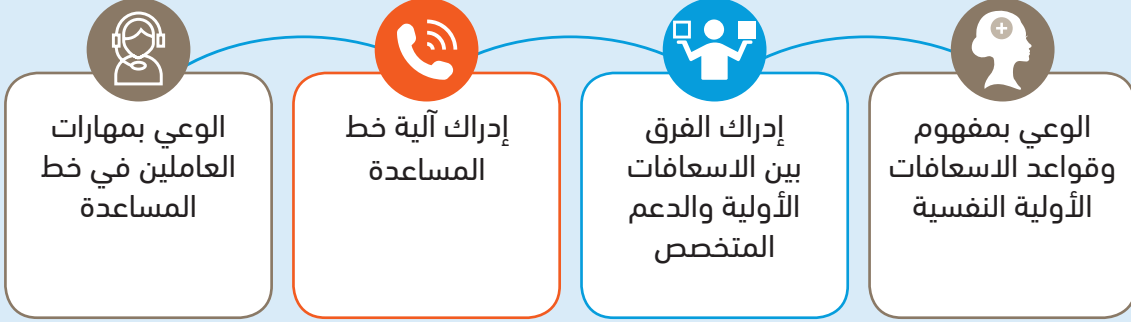 الوعي بمفهوم
وقواعد الاسعافات
الأولية النفسية
إدراك الفرق
بين الاسعافات
الأولية والدعم
المتخصص
إدراك آلية خط
المساعدة
الوعي بمهارات
العاملين في خط
المساعدة